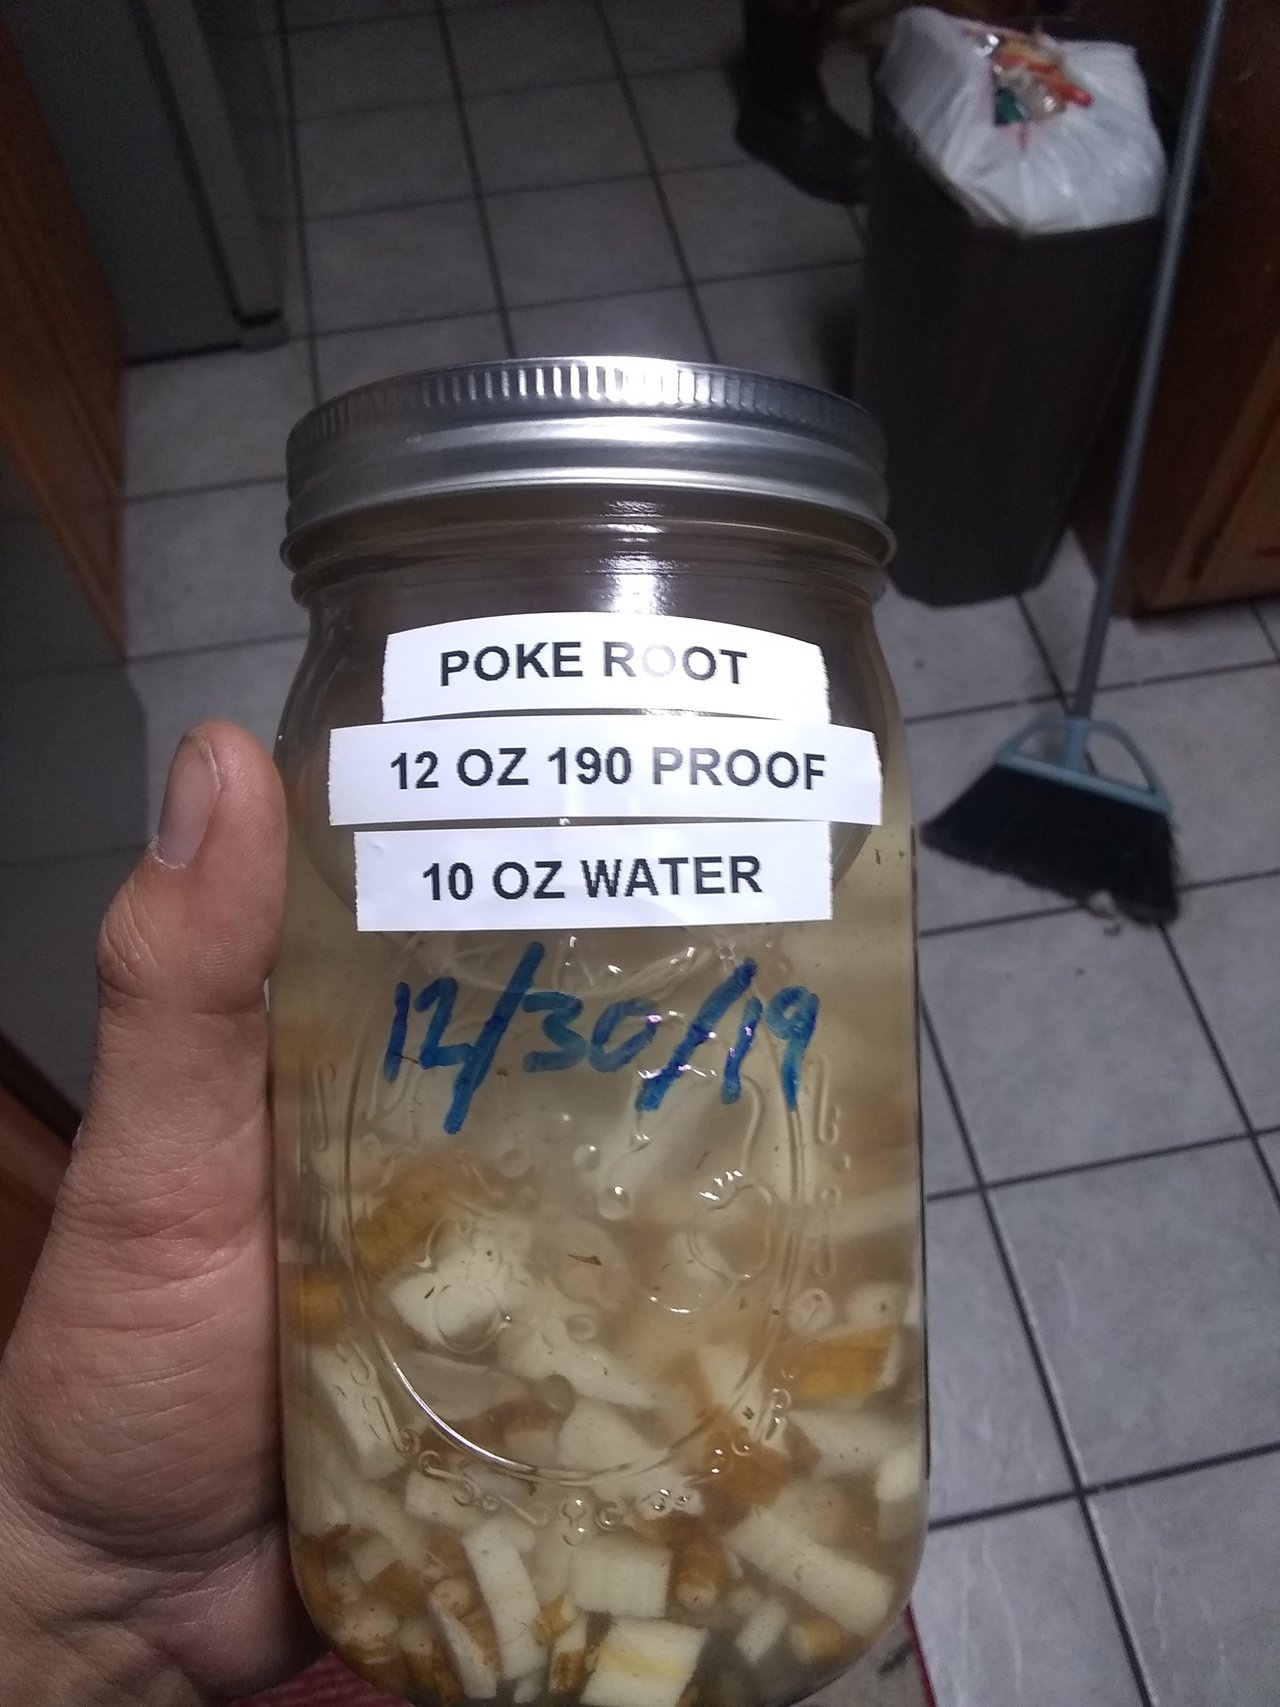 POKE ROOT
12 OZ 190 PROOF
10 OZ WATER
12/30/19